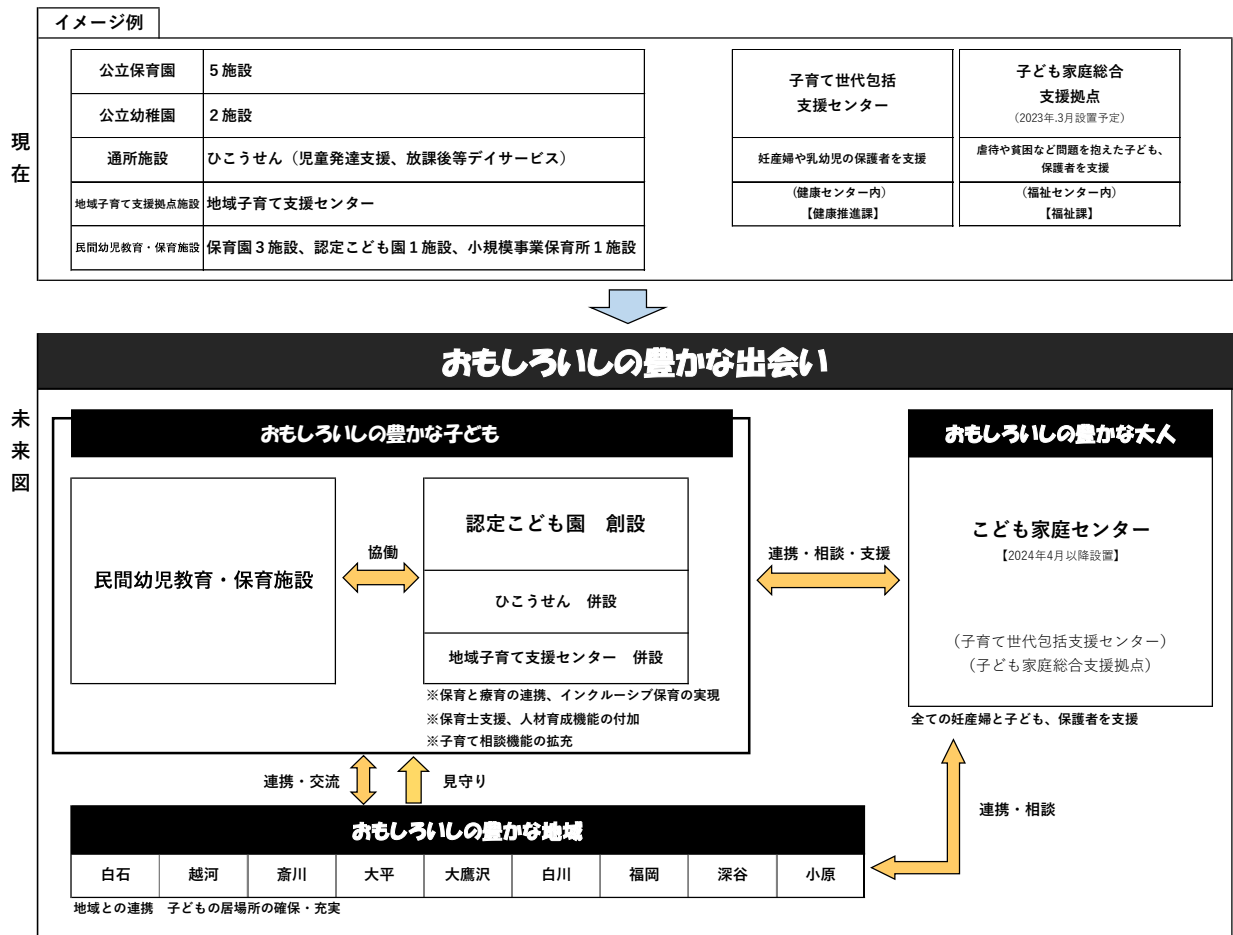 イメージ例
現在
公立保育園 5施設
公立幼稚園 2施設
通所施設 ひこうせん（児童発達支援、放課後等デイサービス）
地域子育て支援拠点施設 地域子育て支援センター
民間幼児教育・保育施設 保育園3施設、認定こども園1施設、小規模事業保育所1施設
子育て世代包括
支援センター
妊産婦や乳幼児の保護者を支援
（健康センター内）
【健康推進課】
子ども家庭総合
支援拠点
（2023年.3月設置予定）
虐待や貧困など問題を抱えた子ども、
保護者を支援
（福祉センター内）
【福祉課】
おもしろいしの豊かな出会い
未来図
おもしろいしの豊かな子ども
民間幼児教育・保育施設
協働
認定こども園　創設
ひこうせん　併設
地域子育て支援センター　併設
※保育と療育の連携、インクルーシブ保育の実現
※保育士支援、人材育成機能の付加
※子育て相談機能の拡充
連携・相談・支援
おもしろいしの豊かな大人
こども家庭センター
【2024年4月以降設置】
（子育て世代包括支援センター）
（子ども家庭総合支援拠点）
全ての妊産婦と子ども、保護者を支援
連携・交流
見守り
連携・相談
おもしろいしの豊かな地域
白石 越河 斎川 大平 大鷹沢 白川 福岡 深谷 小原
地域との連携　子どもの居場所の確保・充実